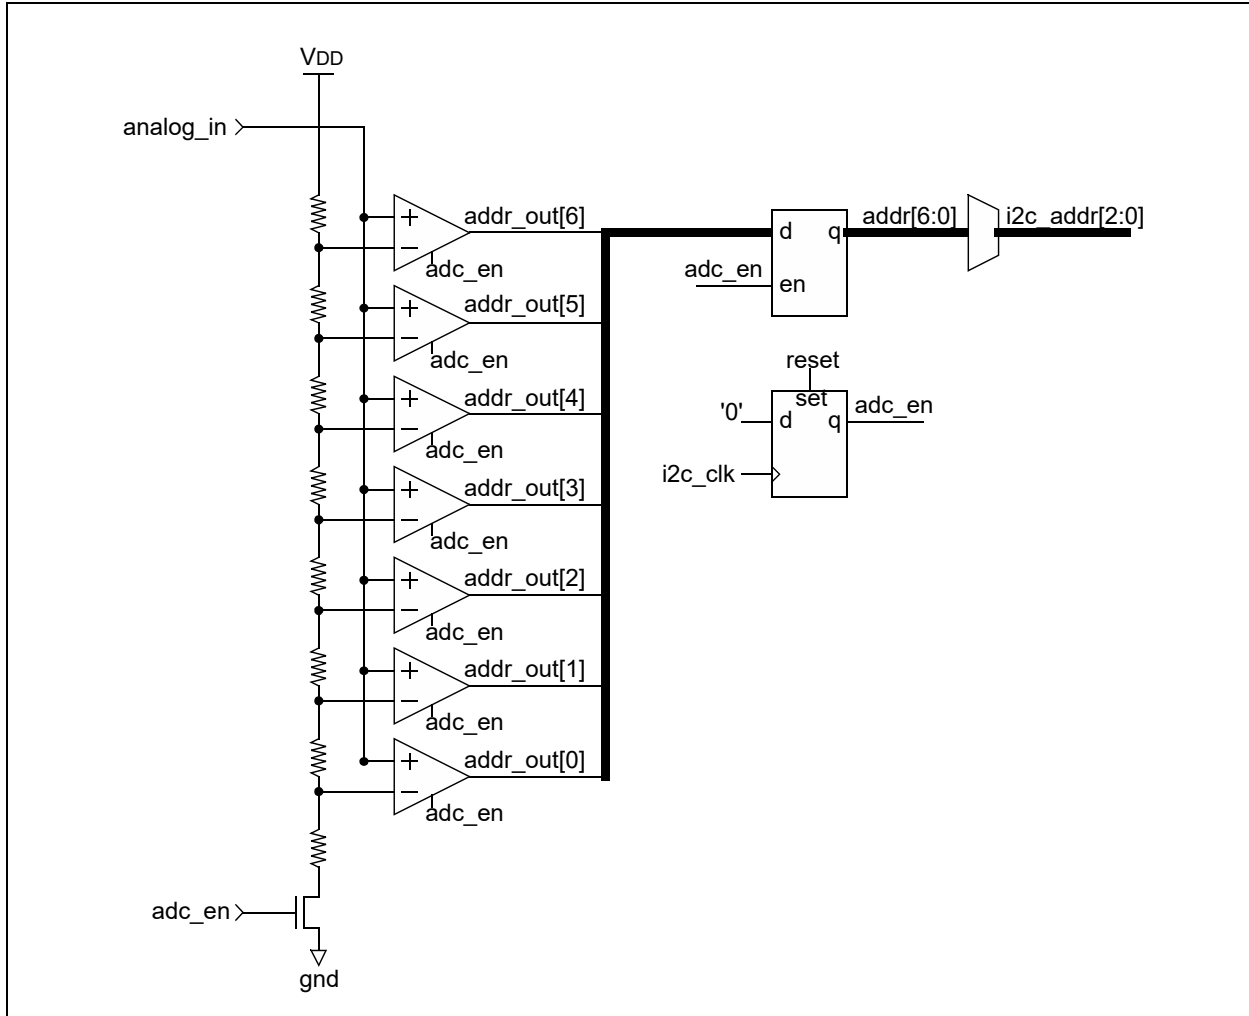 VDD
analog_in
addr_out[6]
adc_en
addr_out[5]
adc_en
addr_out[4]
adc_en
addr_out[3]
adc_en
addr_out[2]
adc_en
addr_out[1]
adc_en
addr_out[0]
adc_en
adc_en
gnd
d q
adc_en
en
addr[6:0]
i2c_addr[2:0]
reset
set
'0'
d q
adc_en
i2c_clk